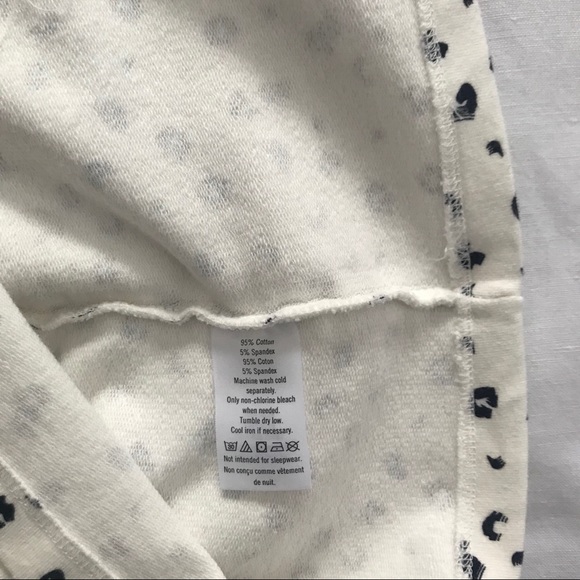 95% Cotton
5% Spandex
95% Coton
5% Spandex
Machine wash cold
separately.
Only non-chlorine bleach
when needed.
Tumble dry low.
Cool iron if necessary.
Not intended for sleepwear.
Non conçu comme vêtement
de nuit.